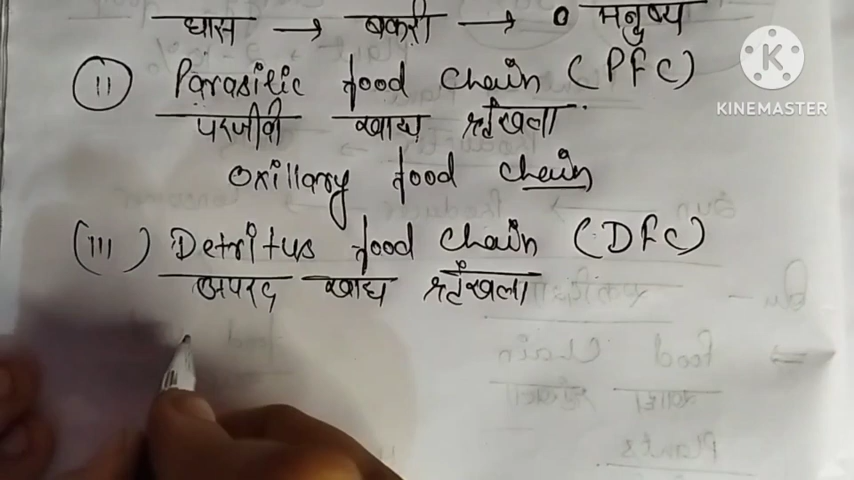 घास → बकरी → मनुष्य
(ii) Parasitic food chain (PFC)
परजीवी खाद्य श्रृंखला
Oxillary food chain
(iii) Detritus food chain (DFC)
अपरद खाद्य श्रृंखला
K
KINEMASTER